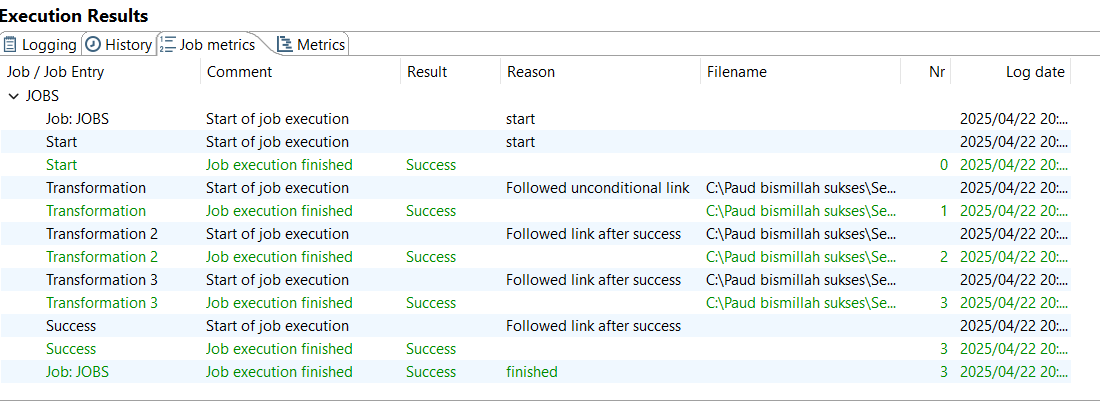 Execution Results
Logging History Job metrics Metrics
Job / Job Entry Comment Result Reason Filename Nr Log date
JOBS
Job: JOBS Start of job execution start 2025/04/22 20:...
Start Start of job execution start 2025/04/22 20:...
Start Job execution finished Success 0 2025/04/22 20:...
Transformation Start of job execution Followed unconditional link C:\Paud bismillah sukses\Se... 2025/04/22 20:...
Transformation Job execution finished Success C:\Paud bismillah sukses\Se... 1 2025/04/22 20:...
Transformation 2 Start of job execution Followed link after success C:\Paud bismillah sukses\Se... 2025/04/22 20:...
Transformation 2 Job execution finished Success C:\Paud bismillah sukses\Se... 2 2025/04/22 20:...
Transformation 3 Start of job execution Followed link after success C:\Paud bismillah sukses\Se... 2025/04/22 20:...
Transformation 3 Job execution finished Success C:\Paud bismillah sukses\Se... 3 2025/04/22 20:...
Success Start of job execution Followed link after success 2025/04/22 20:...
Success Job execution finished Success 3 2025/04/22 20:...
Job: JOBS Job execution finished Success finished 3 2025/04/22 20:...